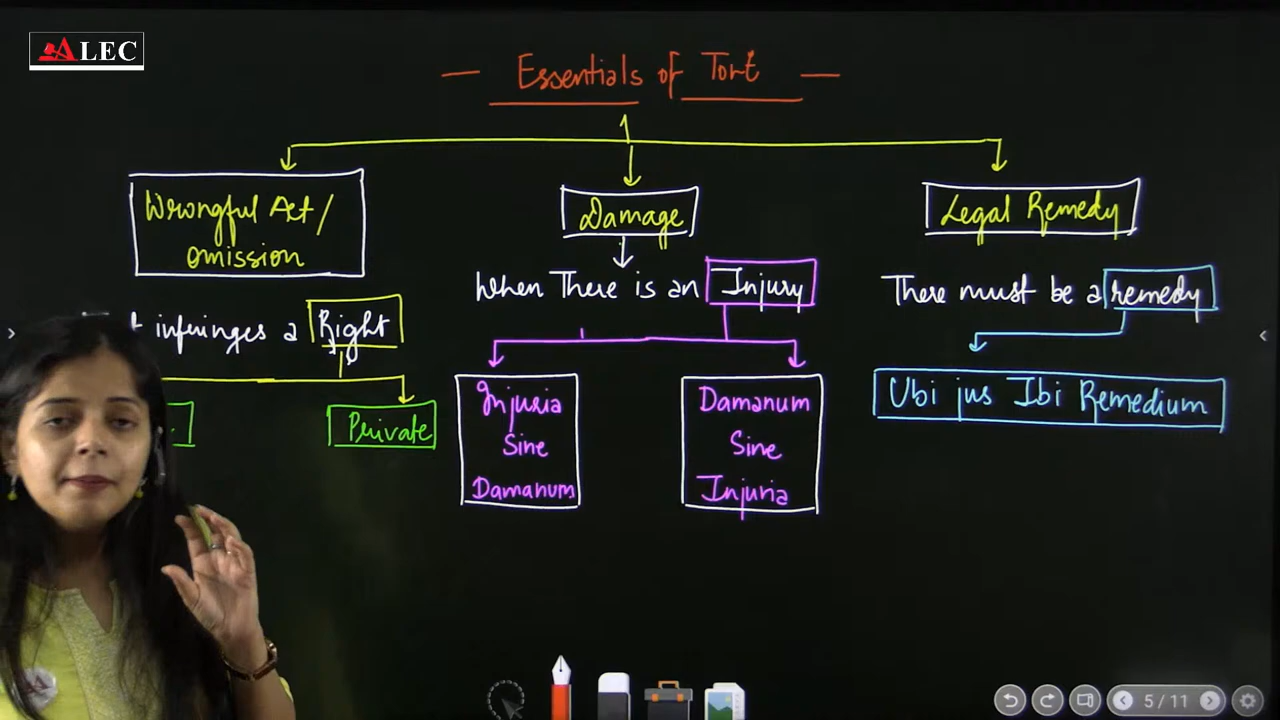 ALEC
Essentials of Tort
Wrongful Act /
omission
Damage
Legal Remedy
When There is an Injury
There must be a remedy
infringes a Right
Private
Injuria
Sine
Damanum
Damanum
Sine
Injuria
Ubi jus Ibi Remedium
5 / 11